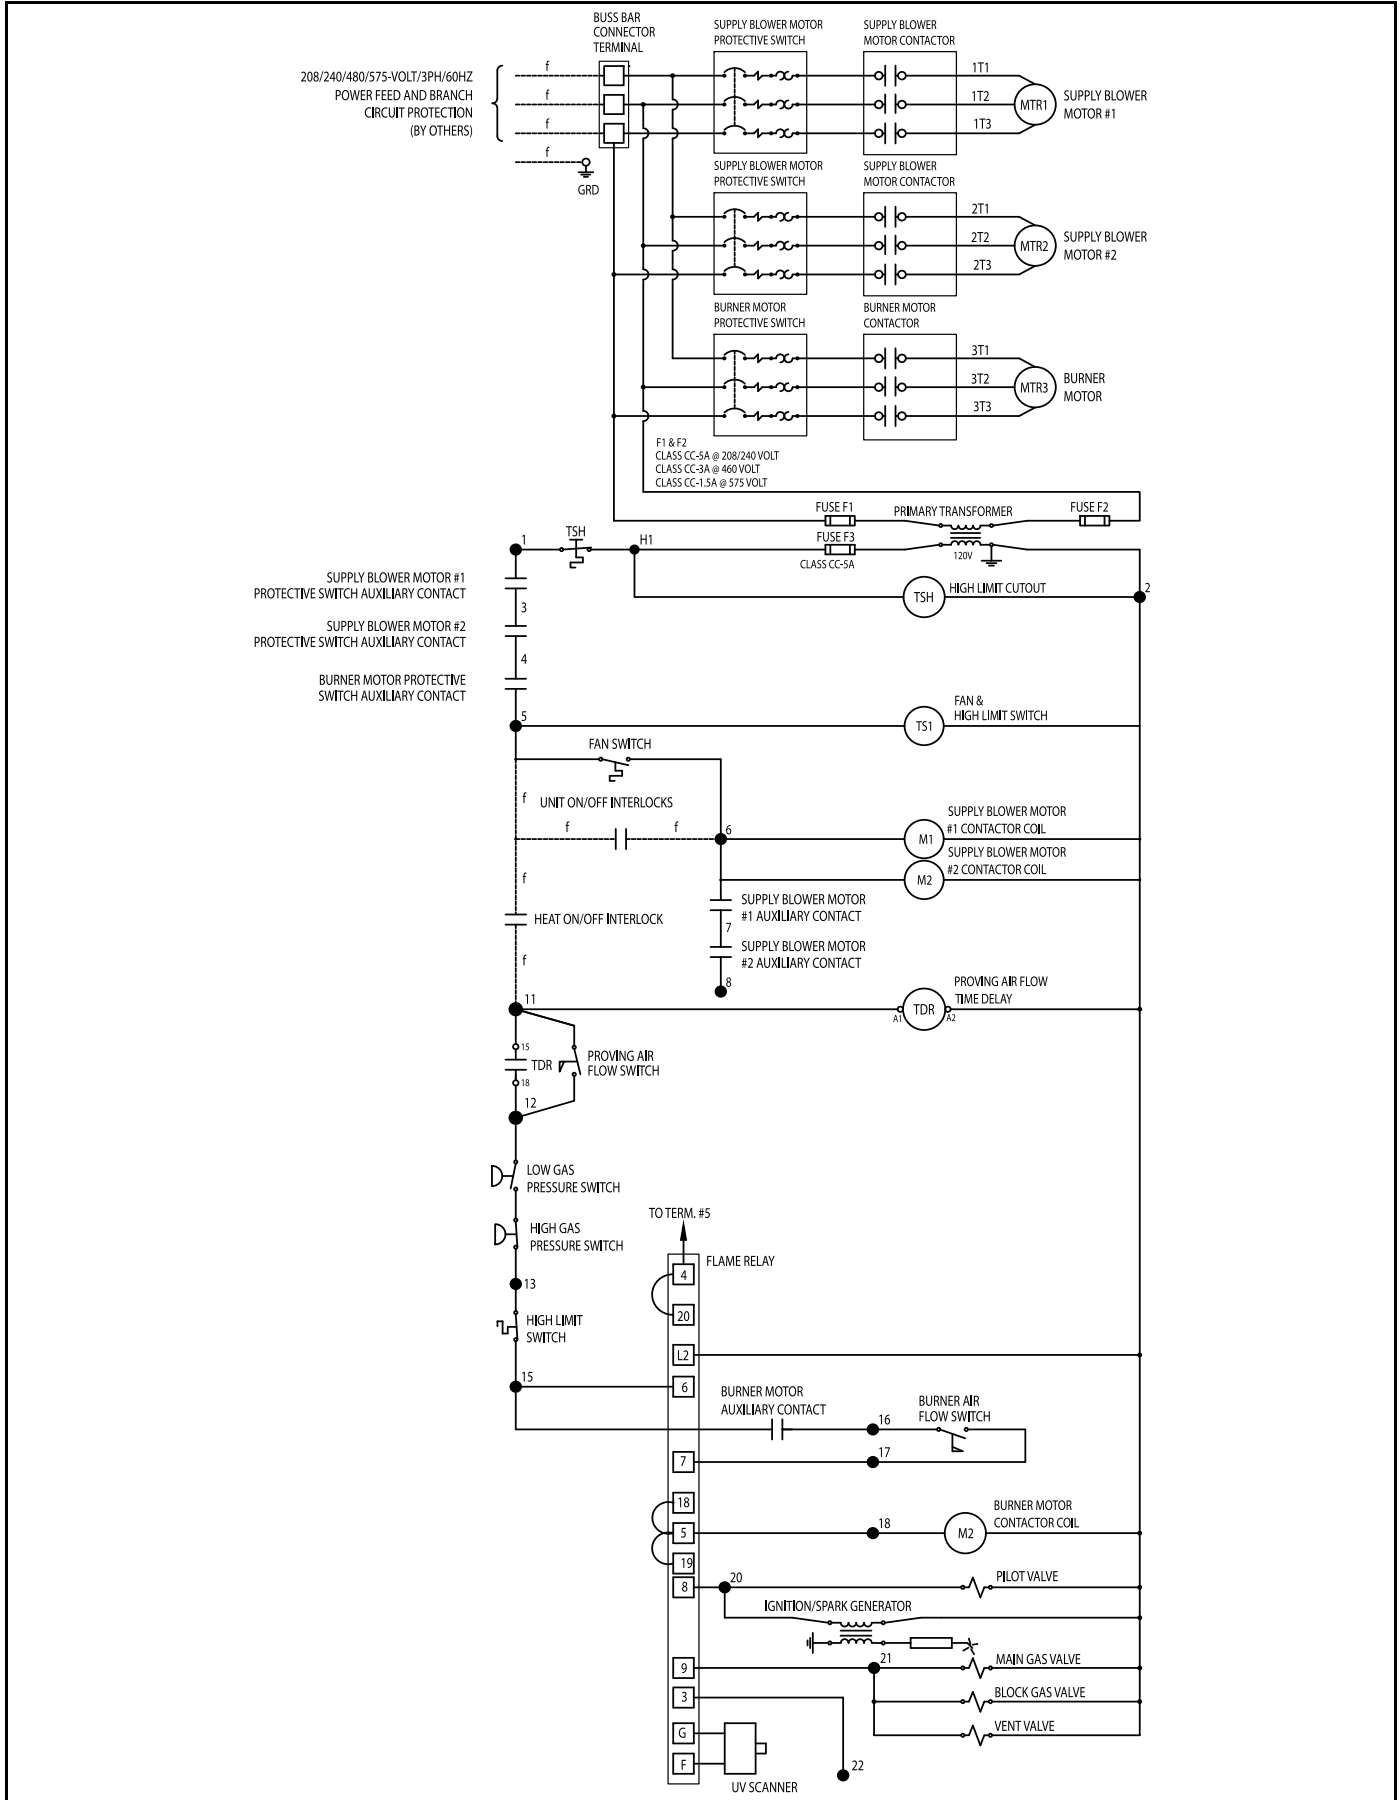 BUSS BAR
CONNECTOR
TERMINAL
SUPPLY BLOWER MOTOR
PROTECTIVE SWITCH
SUPPLY BLOWER
MOTOR CONTACTOR
208/240/480/575-VOLT/3PH/60HZ
POWER FEED AND BRANCH
CIRCUIT PROTECTION
(BY OTHERS)
f
f
f
f
GRD
1T1
1T2
1T3
MTR1
SUPPLY BLOWER
MOTOR #1
SUPPLY BLOWER MOTOR
PROTECTIVE SWITCH
SUPPLY BLOWER
MOTOR CONTACTOR
2T1
2T2
2T3
MTR2
SUPPLY BLOWER
MOTOR #2
BURNER MOTOR
PROTECTIVE SWITCH
BURNER MOTOR
CONTACTOR
3T1
3T2
3T3
MTR3
BURNER
MOTOR
F1 & F2
CLASS CC-5A @ 208/240 VOLT
CLASS CC-3A @ 460 VOLT
CLASS CC-1.5A @ 575 VOLT
FUSE F1
PRIMARY TRANSFORMER
FUSE F2
1
TSH
H1
FUSE F3
CLASS CC-5A
120V
TSH
HIGH LIMIT CUTOUT
2
SUPPLY BLOWER MOTOR #1
PROTECTIVE SWITCH AUXILIARY CONTACT
3
SUPPLY BLOWER MOTOR #2
PROTECTIVE SWITCH AUXILIARY CONTACT
4
BURNER MOTOR PROTECTIVE
SWITCH AUXILIARY CONTACT
5
TS1
FAN &
HIGH LIMIT SWITCH
FAN SWITCH
f
UNIT ON/OFF INTERLOCKS
f
f
6
M1
SUPPLY BLOWER MOTOR
#1 CONTACTOR COIL
M2
SUPPLY BLOWER MOTOR
#2 CONTACTOR COIL
f
HEAT ON/OFF INTERLOCK
f
SUPPLY BLOWER MOTOR
#1 AUXILIARY CONTACT
7
SUPPLY BLOWER MOTOR
#2 AUXILIARY CONTACT
8
11
A1
TDR
A2
PROVING AIR FLOW
TIME DELAY
15
TDR
18
PROVING AIR
FLOW SWITCH
12
LOW GAS
PRESSURE SWITCH
HIGH GAS
PRESSURE SWITCH
13
HIGH LIMIT
SWITCH
15
TO TERM. #5
FLAME RELAY
4
20
L2
6
BURNER MOTOR
AUXILIARY CONTACT
16
BURNER AIR
FLOW SWITCH
7
17
18
5
18
M2
BURNER MOTOR
CONTACTOR COIL
19
8
20
PILOT VALVE
IGNITION/SPARK GENERATOR
9
21
MAIN GAS VALVE
3
BLOCK GAS VALVE
G
VENT VALVE
F
22
UV SCANNER